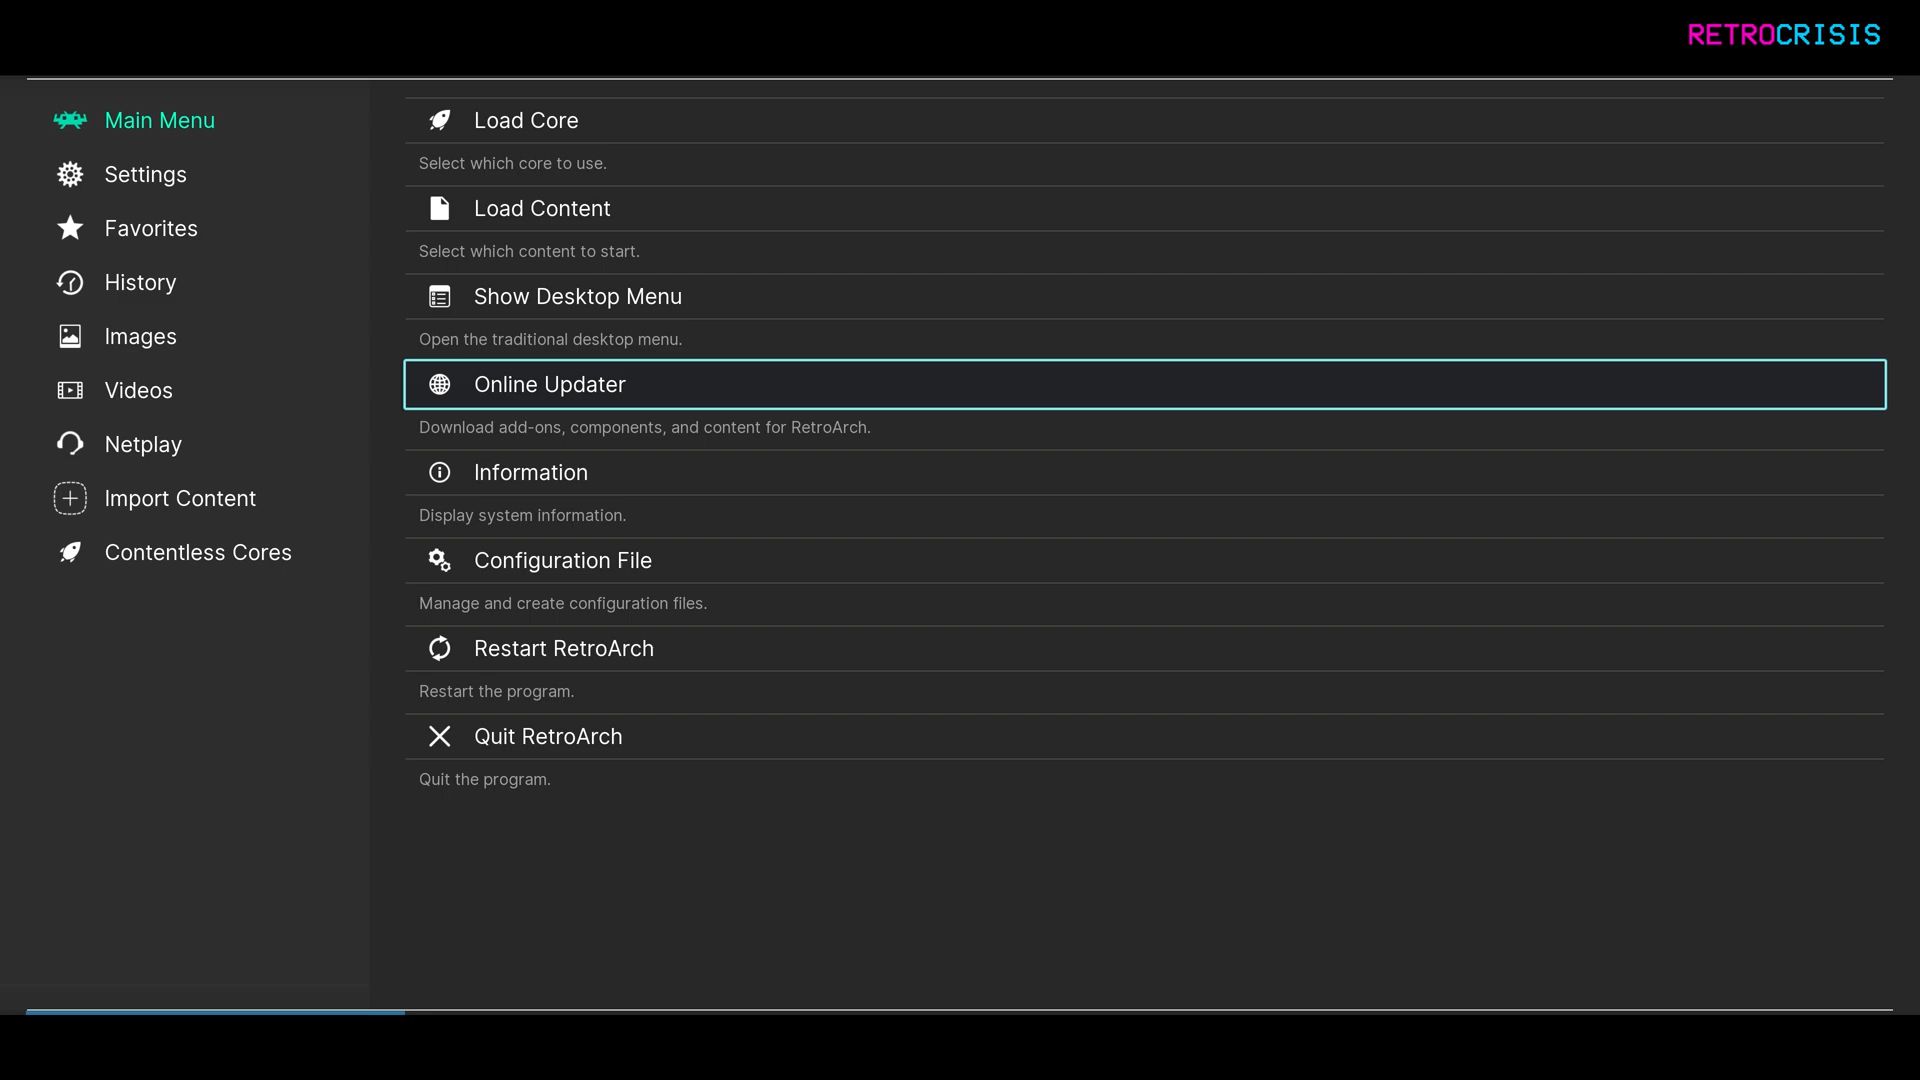 RETROCRISIS
Main Menu
Settings
Favorites
History
Images
Videos
Netplay
Import Content
Contentless Cores
Load Core
Select which core to use.
Load Content
Select which content to start.
Show Desktop Menu
Open the traditional desktop menu.
Online Updater
Download add-ons, components, and content for RetroArch.
Information
Display system information.
Configuration File
Manage and create configuration files.
Restart RetroArch
Restart the program.
Quit RetroArch
Quit the program.